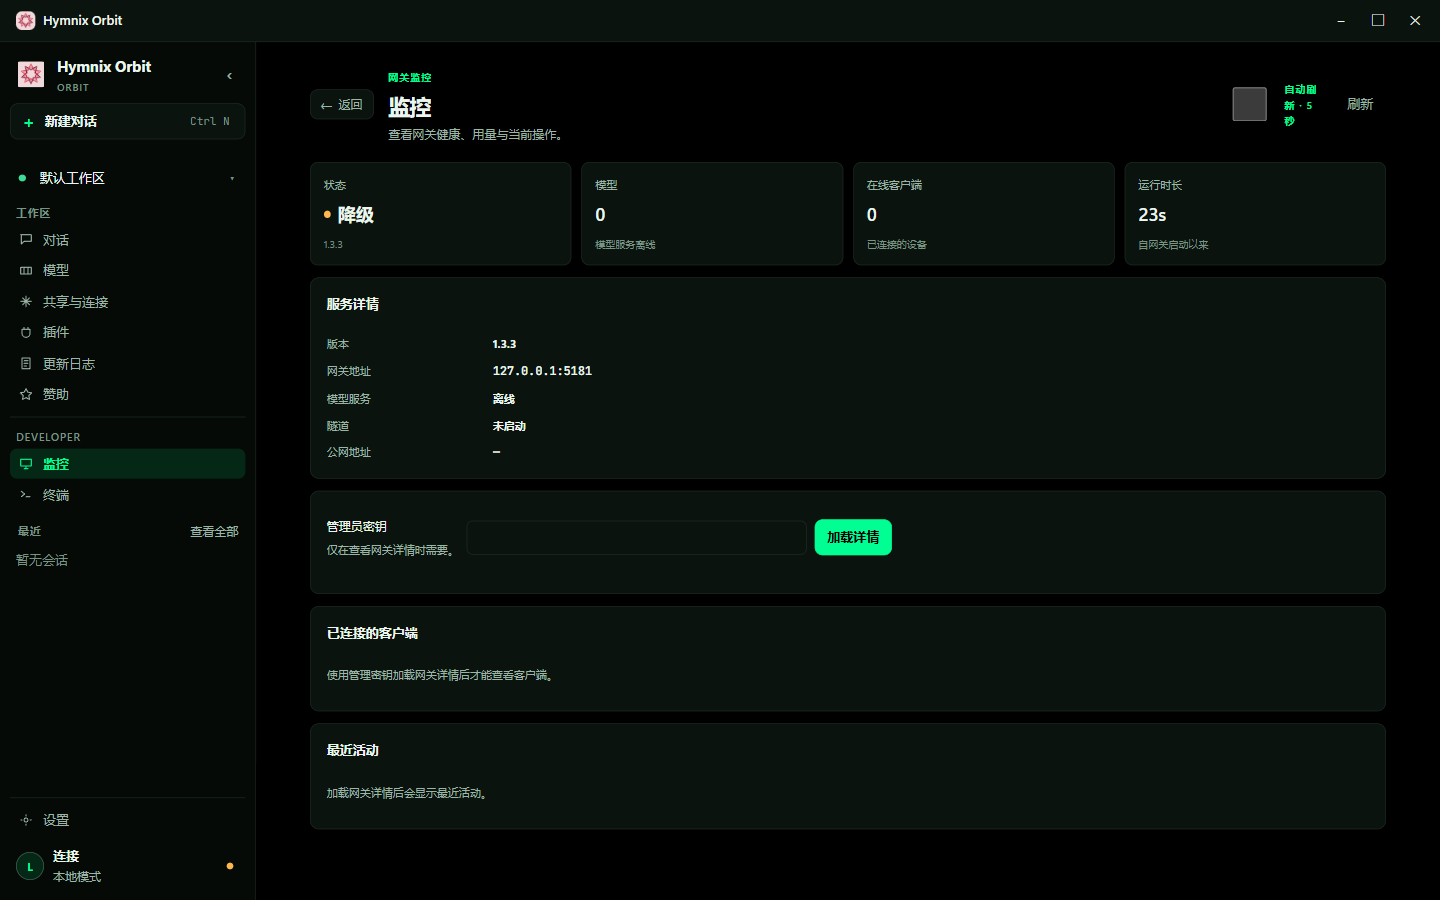 Hymnix Orbit
Hymnix Orbit
ORBIT
+ 新建对话 Ctrl N
默认工作区
工作区
对话
模型
共享与连接
插件
更新日志
赞助
DEVELOPER
监控
终端
最近 查看全部
暂无会话
设置
L
连接
本地模式
← 返回
网关监控
监控
查看网关健康、用量与当前操作。
自动刷
新 · 5
秒
刷新
状态
降级
1.3.3
模型
0
模型服务离线
在线客户端
0
已连接的设备
运行时长
23s
自网关启动以来
服务详情
版本 1.3.3
网关地址 127.0.0.1:5181
模型服务 离线
隧道 未启动
公网地址 —
管理员密钥
仅在查看网关详情时需要。
加载详情
已连接的客户端
使用管理密钥加载网关详情后才能查看客户端。
最近活动
加载网关详情后会显示最近活动。